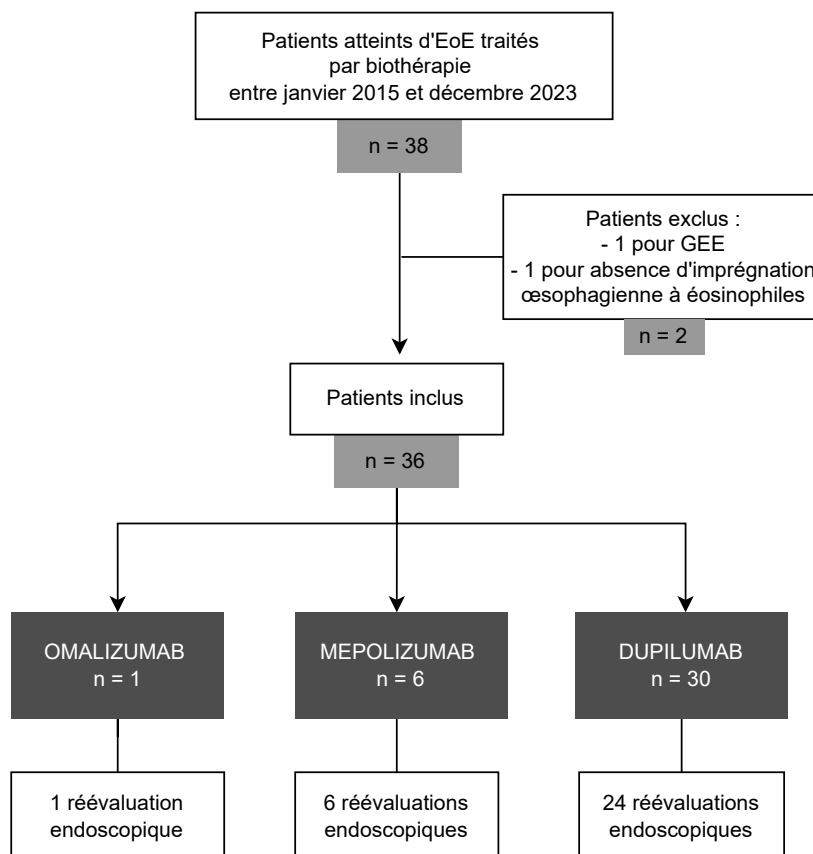 Patients atteints d'EoE traités
par biothérapie
entre janvier 2015 et décembre 2023
n = 38
Patients exclus :
- 1 pour GEE
- 1 pour absence d'imprégnation
œsophagienne à éosinophiles
n = 2
Patients inclus
n = 36
OMALIZUMAB
n = 1
MEPOLIZUMAB
n = 6
DUPILUMAB
n = 30
1 réévaluation
endoscopique
6 réévaluations
endoscopiques
24 réévaluations
endoscopiques